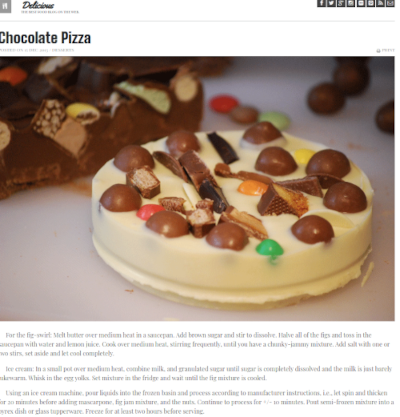 Delicious
Chocolate Pizza
For the fig-swirl: Melt butter over medium heat in a saucepan. Add brown sugar and stir to dissolve. Halve all of the figs and toss in the
saucepan with water and lemon juice. Cook over medium heat, stirring frequently, until you have a chunky-jammy mixture. Add salt with one or
two stirs, set aside and let cool completely.
Ice cream: In a small pot over medium heat, combine milk, and granulated sugar until sugar is completely dissolved and the milk is just barely
lukewarm. Whisk in the egg yolks. Set mixture in the fridge and wait until the fig mixture is cooled.
Using an ice cream machine, pour liquids into the frozen basin and process according to manufacturer instructions, i.e., let spin and thicken
for 20 minutes before adding mascarpone, fig jam mixture, and the nuts. Continue to process for +/- 10 minutes. Pour semi-frozen mixture into a
pyrex dish or glass tupperware. Freeze for at least two hours before serving.